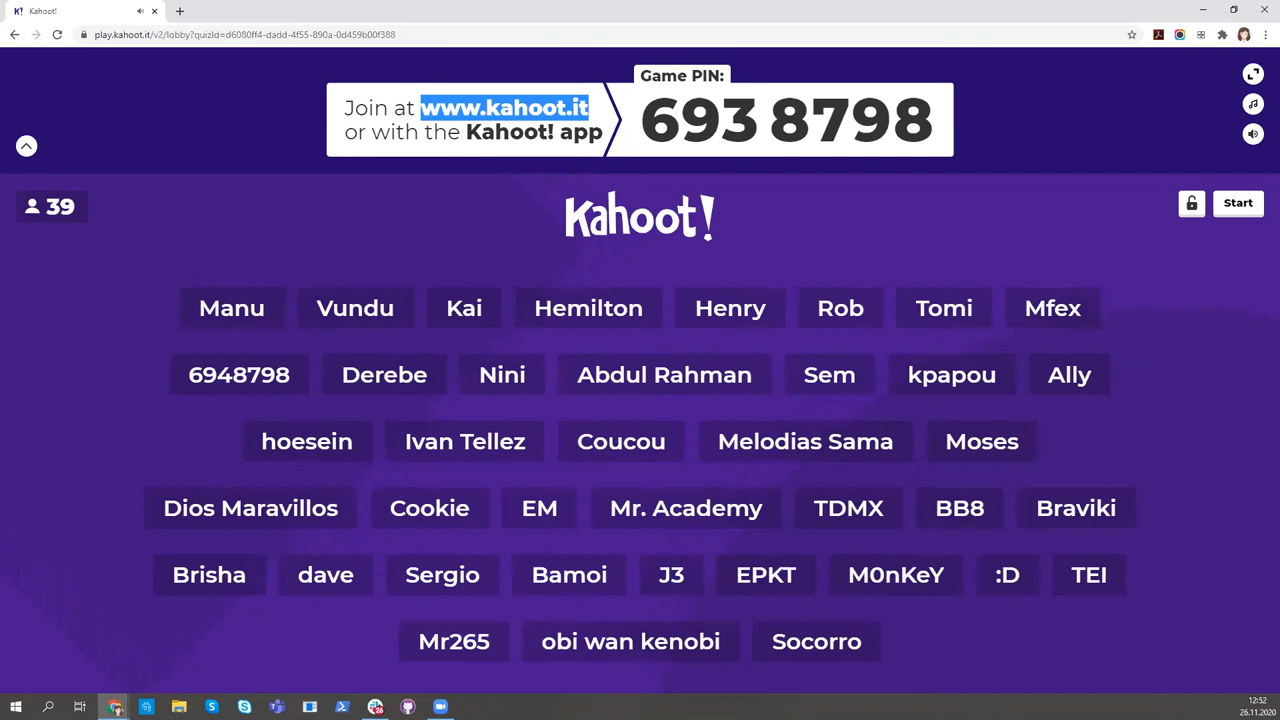 Kahoot!
play.kahoot.it/v2/lobby?quizId=d6080ff4-dadd-4f55-890a-0d459b00f388
Game PIN:
Join at www.kahoot.it
or with the Kahoot! app
693 8798
39
Kahoot!
Start
Manu Vundu Kai Hemilton Henry Rob Tomi Mfex
6948798 Derebe Nini Abdul Rahman Sem kpapou Ally
hoesein Ivan Tellez Coucou Melodias Sama Moses
Dios Maravillos Cookie EM Mr. Academy TDMX BB8 Braviki
Brisha dave Sergio Bamoi J3 EPKT M0nKeY :D TEI
Mr265 obi wan kenobi Socorro
12:52
26.11.2020